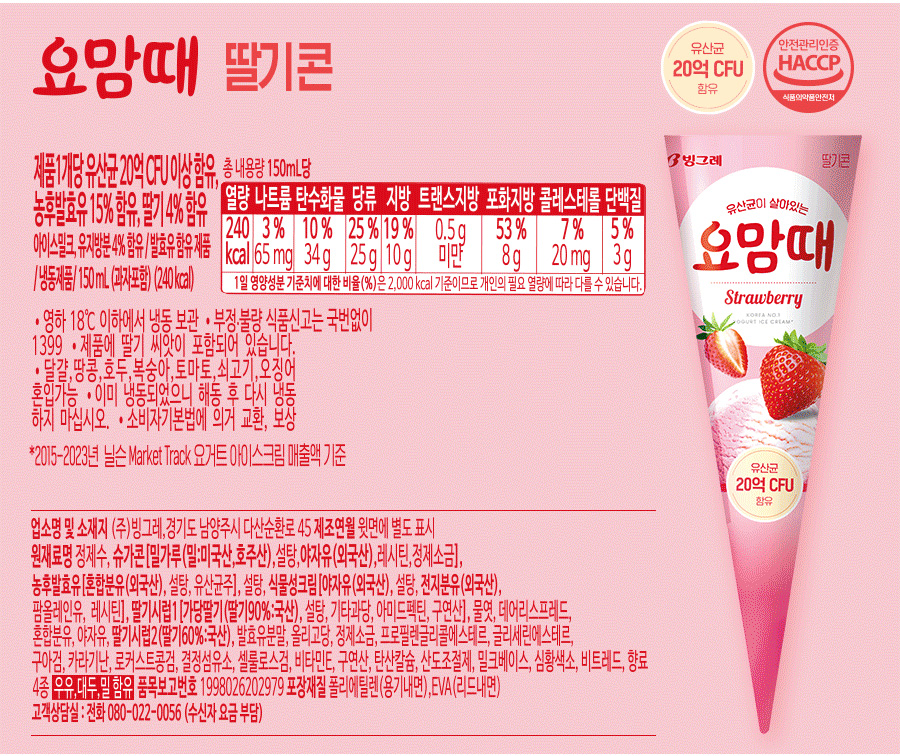 요맘때 딸기콘
유산균
20억 CFU
함유
안전관리인증
HACCP
식품의약품안전처
제품1개당 유산균 20억 CFU 이상 함유,
농후발효유 15% 함유, 딸기 4% 함유
아이스밀크, 유지방분 4% 함유 / 발효유 함유 제품
/ 냉동제품 / 150 mL (과자포함) (240 kcal)
총 내용량 150mL당
열량 나트륨 탄수화물 당류 지방 트랜스지방 포화지방 콜레스테롤 단백질
240 3 % 10 % 25 % 19 % 0.5 g 53 % 7 % 5 %
kcal 65 mg 34 g 25 g 10 g 미만 8 g 20 mg 3 g
1일 영양성분 기준치에 대한 비율(%)은 2,000 kcal 기준이므로 개인의 필요 열량에 따라 다를 수 있습니다.
• 영하 18℃ 이하에서 냉동 보관 • 부정·불량 식품신고는 국번없이
1399 • 제품에 딸기 씨앗이 포함되어 있습니다.
• 달걀,땅콩,호두,복숭아,토마토,쇠고기,오징어
혼입가능 • 이미 냉동되었으니 해동 후 다시 냉동
하지 마십시오. • 소비자기본법에 의거 교환, 보상
*2015-2023년 닐슨 Market Track 요거트 아이스크림 매출액 기준
업소명 및 소재지 (주)빙그레,경기도 남양주시 다산순환로 45 제조연월 윗면에 별도 표시
원재료명 정제수, 슈가콘[밀가루(밀:미국산,호주산),설탕,야자유(외국산),레시틴,정제소금],
농후발효유[혼합분유(외국산), 설탕, 유산균주], 설탕, 식물성크림[야자유(외국산), 설탕, 전지분유(외국산),
팜올레인유, 레시틴], 딸기시럽1[가당딸기(딸기90%:국산), 설탕, 기타과당, 아미드펙틴, 구연산], 물엿, 데어리스프레드,
혼합분유, 야자유, 딸기시럽2(딸기60%:국산), 발효유분말, 올리고당, 정제소금, 프로필렌글리콜에스테르, 글리세린에스테르,
구아검, 카라기난, 로커스트콩검, 결정섬유소, 셀룰로스검, 비타민E, 구연산, 탄산칼슘, 산도조절제, 밀크베이스, 심황색소, 비트레드, 향료
4종 우유,대두,밀 함유 품목보고번호 1998026202979 포장재질 폴리에틸렌(용기내면),EVA(리드내면)
고객상담실 : 전화 080-022-0056 (수신자 요금 부담)
빙그레 딸기콘
유산균이 살아있는
요맘때
Strawberry
KOREA NO.1
YOGURT ICE CREAM*
유산균
20억 CFU
함유